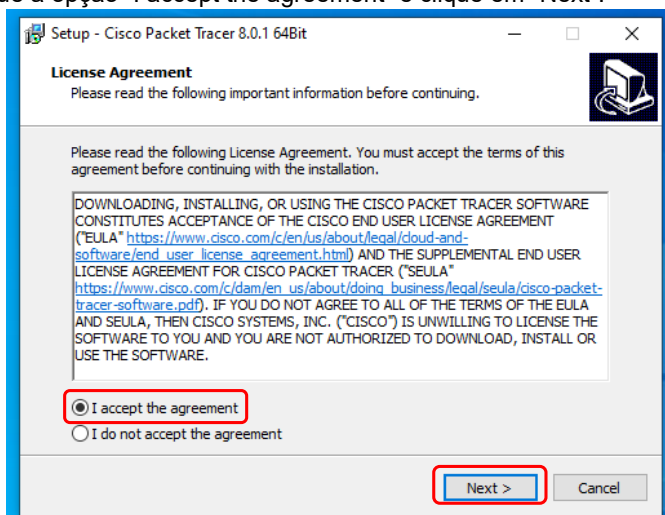 a opção "I accept the agreement" e clique em "Next".
Setup - Cisco Packet Tracer 8.0.1 64Bit
License Agreement
Please read the following important information before continuing.
Please read the following License Agreement. You must accept the terms of this
agreement before continuing with the installation.
DOWNLOADING, INSTALLING, OR USING THE CISCO PACKET TRACER SOFTWARE
CONSTITUTES ACCEPTANCE OF THE CISCO END USER LICENSE AGREEMENT
("EULA" https://www.cisco.com/c/en/us/about/legal/cloud-and-
software/end_user_license_agreement.html) AND THE SUPPLEMENTAL END USER
LICENSE AGREEMENT FOR CISCO PACKET TRACER ("SEULA"
https://www.cisco.com/c/dam/en_us/about/doing_business/legal/seula/cisco-packet-
tracer-software.pdf). IF YOU DO NOT AGREE TO ALL OF THE TERMS OF THE EULA
AND SEULA, THEN CISCO SYSTEMS, INC. ("CISCO") IS UNWILLING TO LICENSE THE
SOFTWARE TO YOU AND YOU ARE NOT AUTHORIZED TO DOWNLOAD, INSTALL OR
USE THE SOFTWARE.
I accept the agreement
I do not accept the agreement
Next >
Cancel